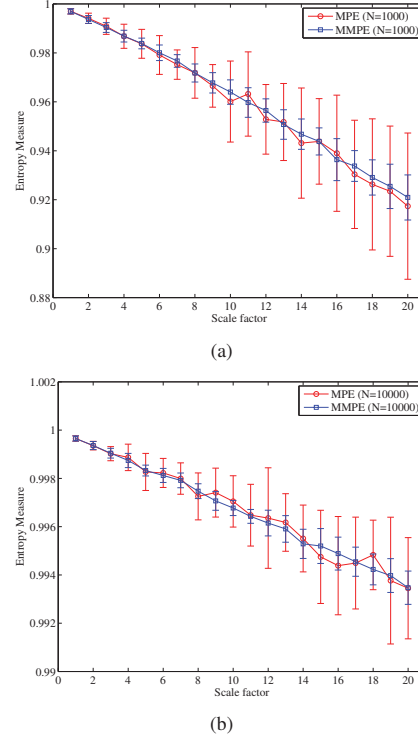 1
0.98
0.96
0.94
0.92
0.9
0.88
Entropy Measure
0 2 4 6 8 10 12 14 16 18 20
Scale factor
MPE (N=1000)
MMPE (N=1000)
(a)
1.002
1
0.998
0.996
0.994
0.992
0.99
Entropy Measure
0 2 4 6 8 10 12 14 16 18 20
Scale factor
MPE (N=10000)
MMPE (N=10000)
(b)